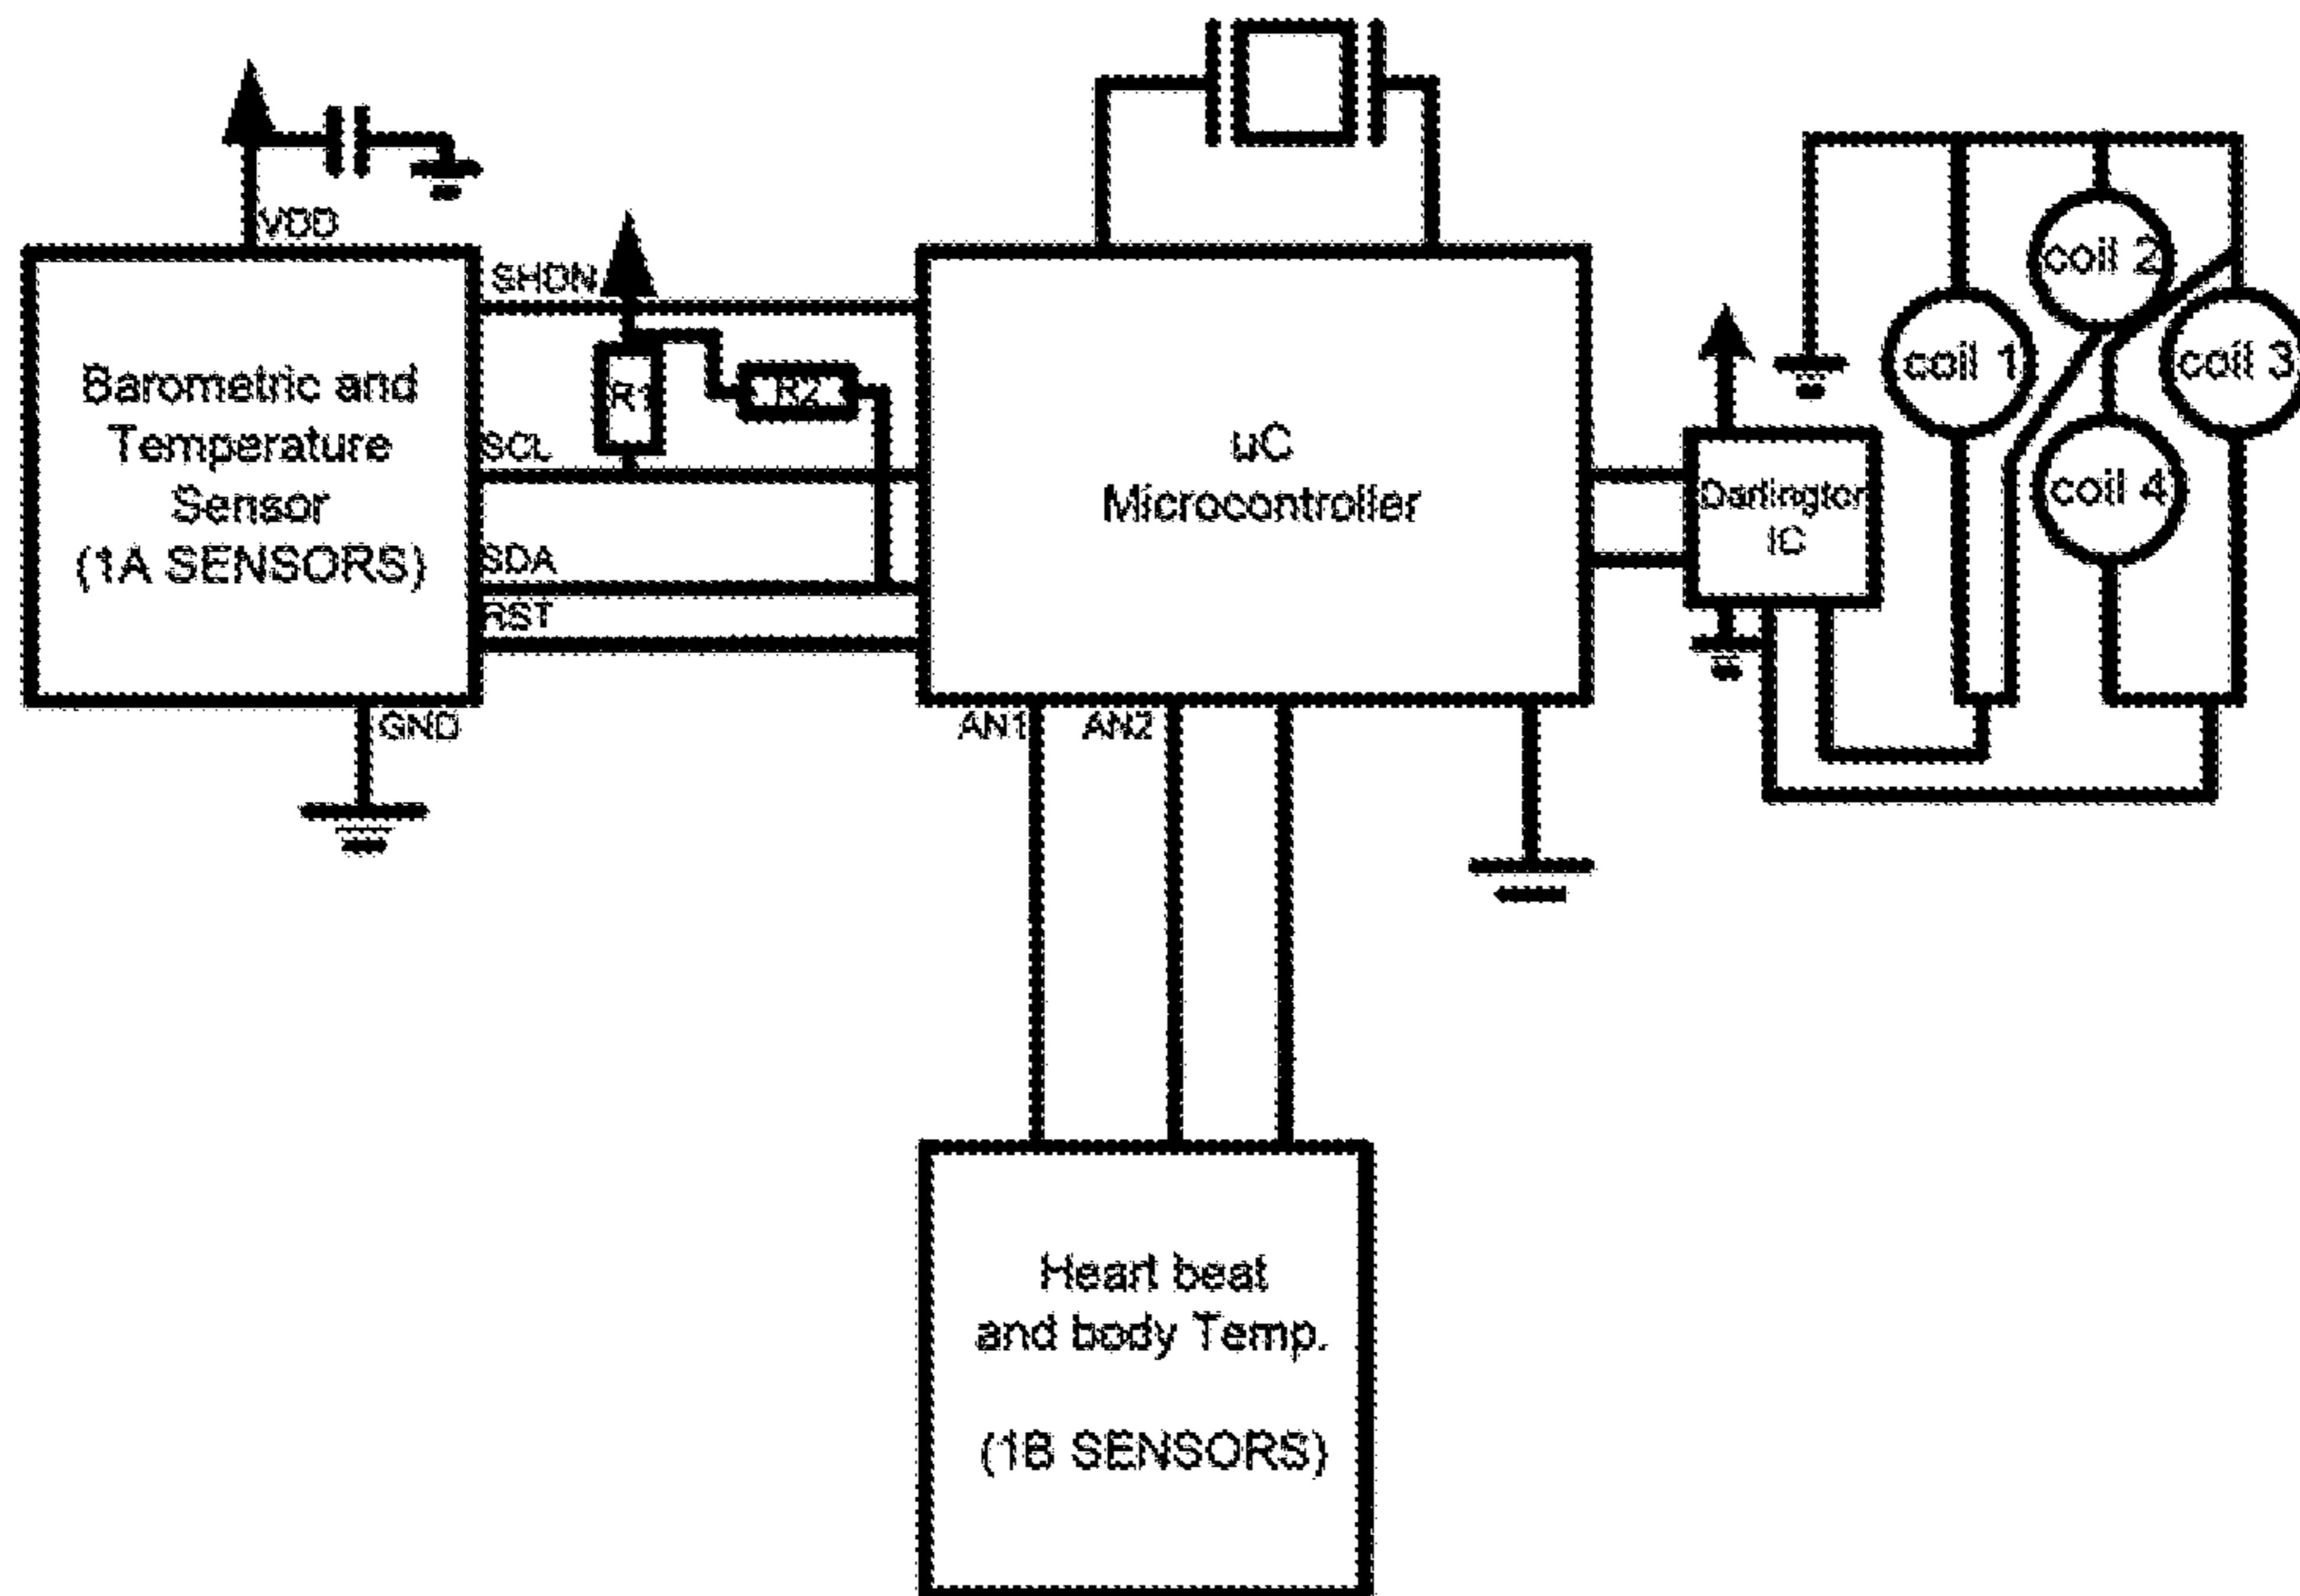 VDD
SHDN
Barometric and
Temperature
Sensor
(1A SENSORS)
R1
R2
SCL
SDA
RST
GND
uC
Microcontroller
AN1
AN2
Darlington
IC
coil 1
coil 2
coil 3
coil 4
Heart beat
and body Temp.
(1B SENSORS)